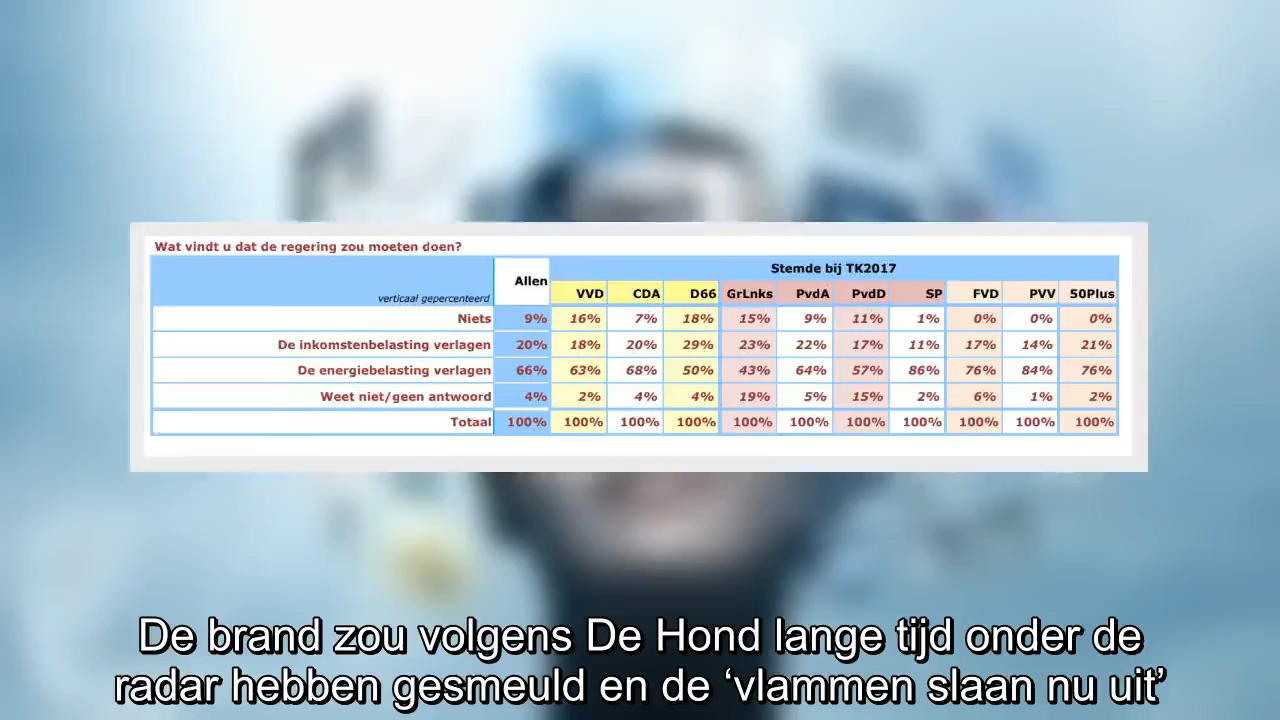 Wat vindt u dat de regering zou moeten doen?
Allen Stemde bij TK2017
verticaal gepercenteerd VVD CDA D66 GrLnks PvdA PvdD SP FVD PVV 50Plus
Niets 9% 16% 7% 18% 15% 9% 11% 1% 0% 0% 0%
De inkomstenbelasting verlagen 20% 18% 20% 29% 23% 22% 17% 11% 17% 14% 21%
De energiebelasting verlagen 66% 63% 68% 50% 43% 64% 57% 86% 76% 84% 76%
Weet niet/geen antwoord 4% 2% 4% 4% 19% 5% 15% 2% 6% 1% 2%
Totaal 100% 100% 100% 100% 100% 100% 100% 100% 100% 100% 100%
De brand zou volgens De Hond lange tijd onder de
radar hebben gesmeuld en de ‘vlammen slaan nu uit’